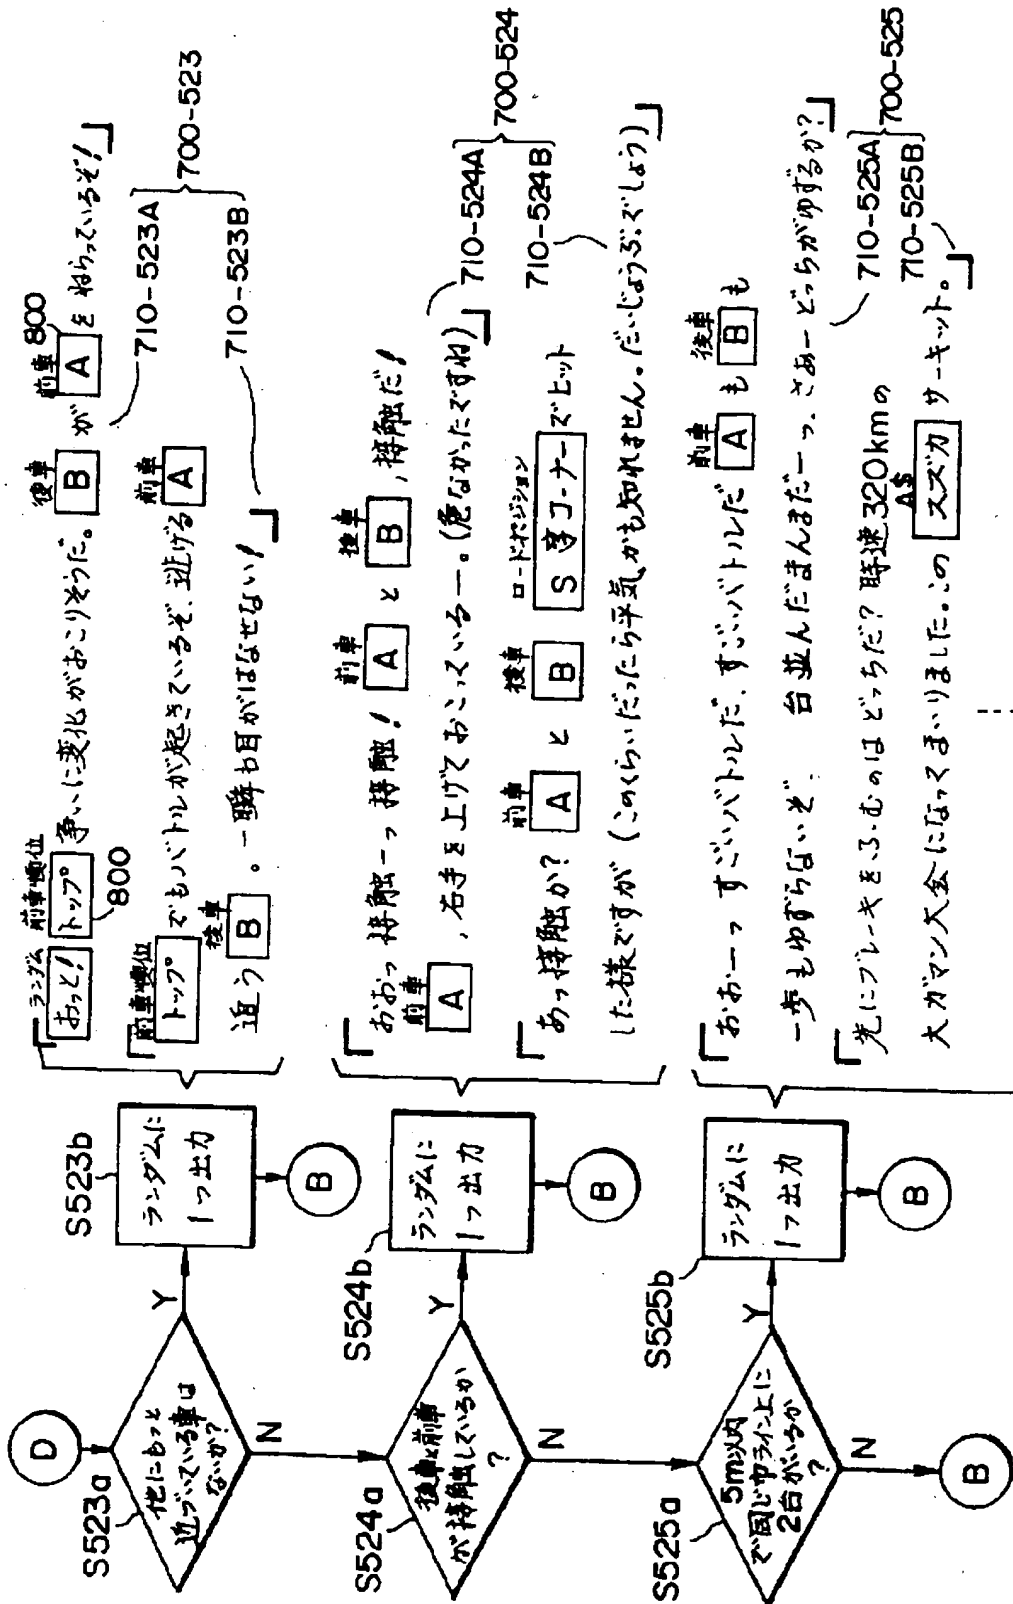 D
S523a
他にもっと
近づいている車は
ないか?
Y
N
S523b
ランダムに
1つ出力
B
ランダム 前車順位
「おっと! トップ 争いに変化がおこりそうだ。 後車 B が 前車 A をねらっているぞ!」
800
800
前車順位
「トップ でもバトルが起きているぞ、逃げる 前車 A
追う 後車 B 。一瞬も目がはなせない!」
710-523A
710-523B
700-523
S524a
後車と前車
が接触しているか
?
Y
N
S524b
ランダムに
1つ出力
B
「おおっ接触ーっ接触! 前車 A と 後車 B , 接触だ!
前車 A , 右手を上げておこっているー。(危なかったですね)」
「あっ接触か? 前車 A と 後車 B ロードポジション S字コーナー でヒット
した様ですが(このくらいだったら平気かも知れません。だいじょうぶでしょう)」
710-524A
710-524B
700-524
S525a
5m以内
で同じ巾ライン上に
2台がいるか
?
Y
N
B
S525b
ランダムに
1つ出力
B
「おおーっすごいバトルだ、すごいバトルだ 前車 A も 後車 B も
一歩もゆずらないぞ、 台並んだまんまだーっ、さあーどっちがゆずるか?」
「先にブレーキをふむのはどっちだ? 時速320kmの
大ガマン大会になってまいりました。この A$ スズカ サーキット。」
710-525A
710-525B
700-525